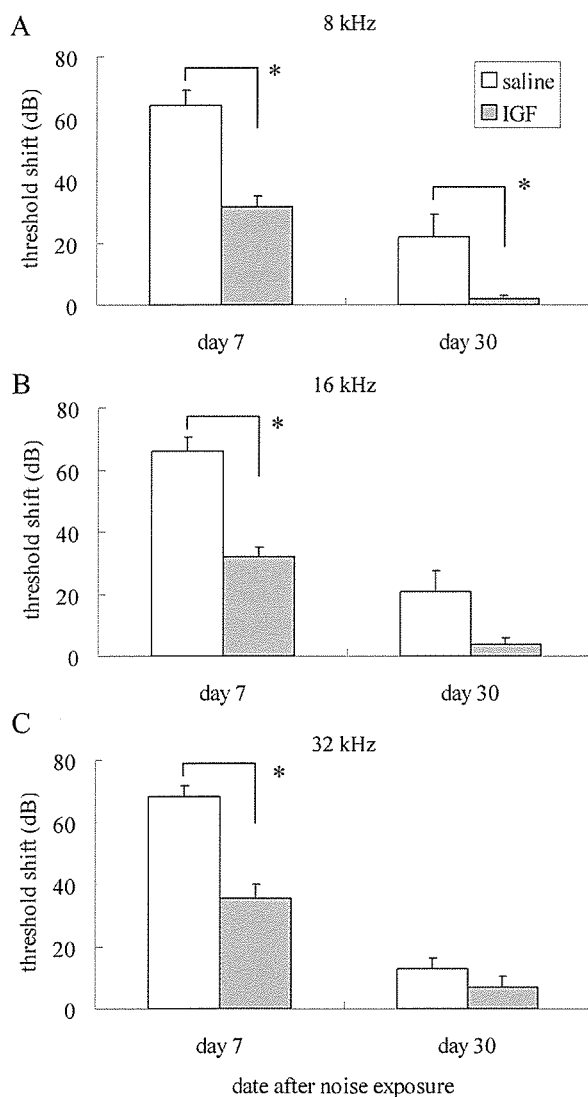 A
8 kHz
threshold shift (dB)
80
60
40
20
0
*
*
saline
IGF
day 7
day 30
B
16 kHz
threshold shift (dB)
80
60
40
20
0
*
day 7
day 30
C
32 kHz
threshold shift (dB)
80
60
40
20
0
*
day 7
day 30
date after noise exposure